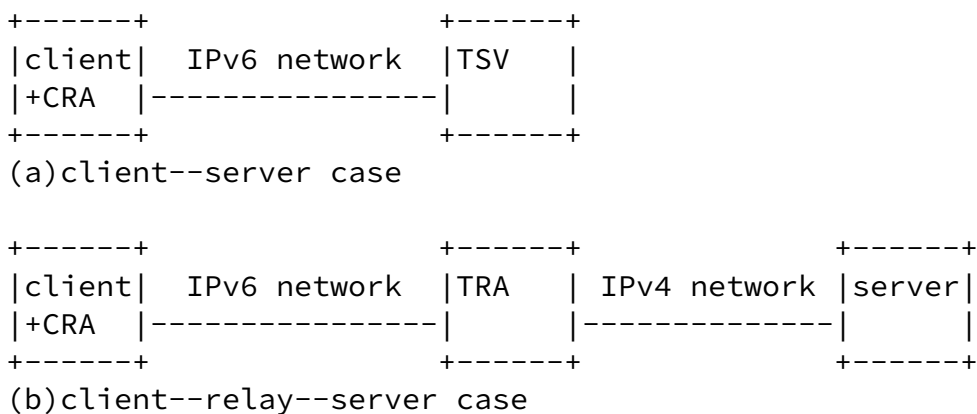 +------+                    +------+
|client|  IPv6 network  |TSV   |
|+CRA  |----------------|      |
+------+                    +------+
(a)client--server case

+------+                    +------+                  +------+
|client|  IPv6 network  |TRA   | IPv4 network |server|
|+CRA  |----------------|      |--------------|      |
+------+                    +------+                  +------+
(b)client--relay--server case